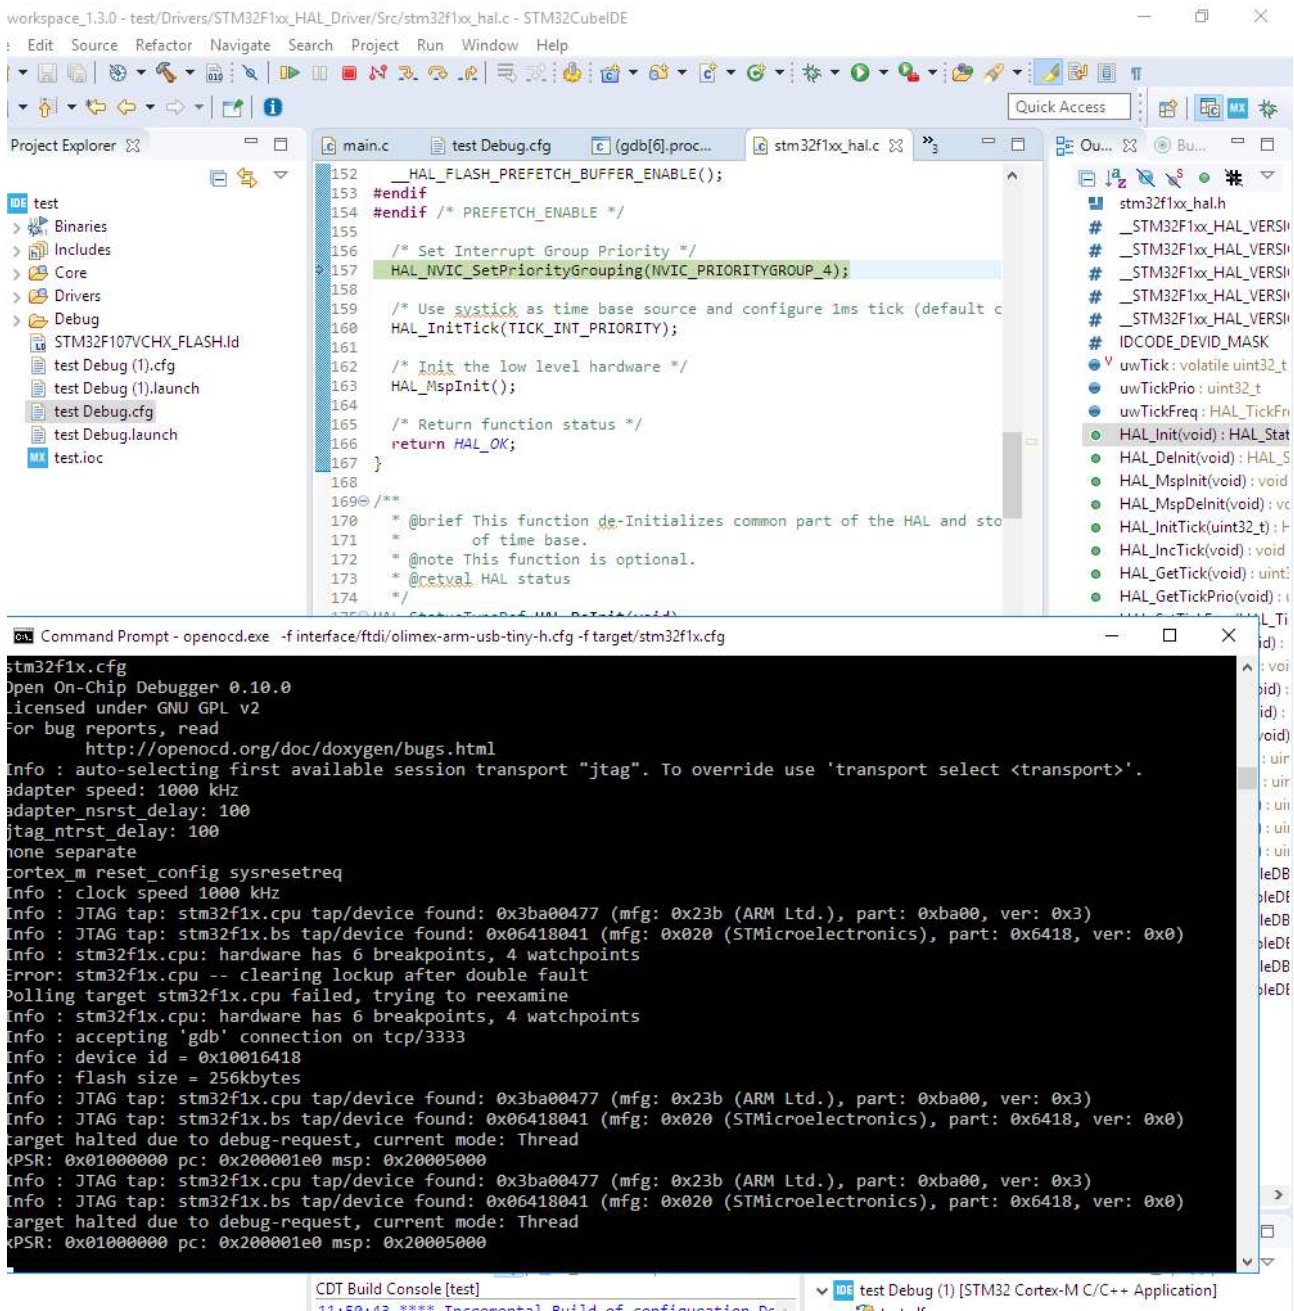 workspace_1.3.0 - test/Drivers/STM32F1xx_HAL_Driver/Src/stm32f1xx_hal.c - STM32CubeIDE
Edit Source Refactor Navigate Search Project Run Window Help
Quick Access
Project Explorer
main.c
test Debug.cfg
(gdb[6].proc...
stm32f1xx_hal.c
»3
Ou...
Bu...
IDE test
Binaries
Includes
Core
Drivers
Debug
STM32F107VCHX_FLASH.ld
test Debug (1).cfg
test Debug (1).launch
test Debug.cfg
test Debug.launch
MX test.ioc
152 __HAL_FLASH_PREFETCH_BUFFER_ENABLE();
153 #endif
154 #endif /* PREFETCH_ENABLE */
155
156 /* Set Interrupt Group Priority */
157 HAL_NVIC_SetPriorityGrouping(NVIC_PRIORITYGROUP_4);
158
159 /* Use systick as time base source and configure 1ms tick (default c
160 HAL_InitTick(TICK_INT_PRIORITY);
161
162 /* Init the low level hardware */
163 HAL_MspInit();
164
165 /* Return function status */
166 return HAL_OK;
167 }
168
169 /**
170 * @brief This function de-Initializes common part of the HAL and sto
171 * of time base.
172 * @note This function is optional.
173 * @retval HAL status
174 */
stm32f1xx_hal.h
# __STM32F1xx_HAL_VERSI
# __STM32F1xx_HAL_VERSI
# __STM32F1xx_HAL_VERSI
# __STM32F1xx_HAL_VERSI
# __STM32F1xx_HAL_VERSI
# IDCODE_DEVID_MASK
uwTick : volatile uint32_t
uwTickPrio : uint32_t
uwTickFreq : HAL_TickFre
HAL_Init(void) : HAL_Stat
HAL_DeInit(void) : HAL_S
HAL_MspInit(void) : void
HAL_MspDeInit(void) : vo
HAL_InitTick(uint32_t) : H
HAL_IncTick(void) : void
HAL_GetTick(void) : uint3
HAL_GetTickPrio(void) : u
Command Prompt - openocd.exe -f interface/ftdi/olimex-arm-usb-tiny-h.cfg -f target/stm32f1x.cfg
stm32f1x.cfg
Open On-Chip Debugger 0.10.0
Licensed under GNU GPL v2
For bug reports, read
http://openocd.org/doc/doxygen/bugs.html
Info : auto-selecting first available session transport "jtag". To override use 'transport select <transport>'.
adapter speed: 1000 kHz
adapter_nsrst_delay: 100
jtag_ntrst_delay: 100
none separate
cortex_m reset_config sysresetreq
Info : clock speed 1000 kHz
Info : JTAG tap: stm32f1x.cpu tap/device found: 0x3ba00477 (mfg: 0x23b (ARM Ltd.), part: 0xba00, ver: 0x3)
Info : JTAG tap: stm32f1x.bs tap/device found: 0x06418041 (mfg: 0x020 (STMicroelectronics), part: 0x6418, ver: 0x0)
Info : stm32f1x.cpu: hardware has 6 breakpoints, 4 watchpoints
Error: stm32f1x.cpu -- clearing lockup after double fault
Polling target stm32f1x.cpu failed, trying to reexamine
Info : stm32f1x.cpu: hardware has 6 breakpoints, 4 watchpoints
Info : accepting 'gdb' connection on tcp/3333
Info : device id = 0x10016418
Info : flash size = 256kbytes
Info : JTAG tap: stm32f1x.cpu tap/device found: 0x3ba00477 (mfg: 0x23b (ARM Ltd.), part: 0xba00, ver: 0x3)
Info : JTAG tap: stm32f1x.bs tap/device found: 0x06418041 (mfg: 0x020 (STMicroelectronics), part: 0x6418, ver: 0x0)
target halted due to debug-request, current mode: Thread
xPSR: 0x01000000 pc: 0x200001e0 msp: 0x20005000
Info : JTAG tap: stm32f1x.cpu tap/device found: 0x3ba00477 (mfg: 0x23b (ARM Ltd.), part: 0xba00, ver: 0x3)
Info : JTAG tap: stm32f1x.bs tap/device found: 0x06418041 (mfg: 0x020 (STMicroelectronics), part: 0x6418, ver: 0x0)
target halted due to debug-request, current mode: Thread
xPSR: 0x01000000 pc: 0x200001e0 msp: 0x20005000
CDT Build Console [test]
IDE test Debug (1) [STM32 Cortex-M C/C++ Application]